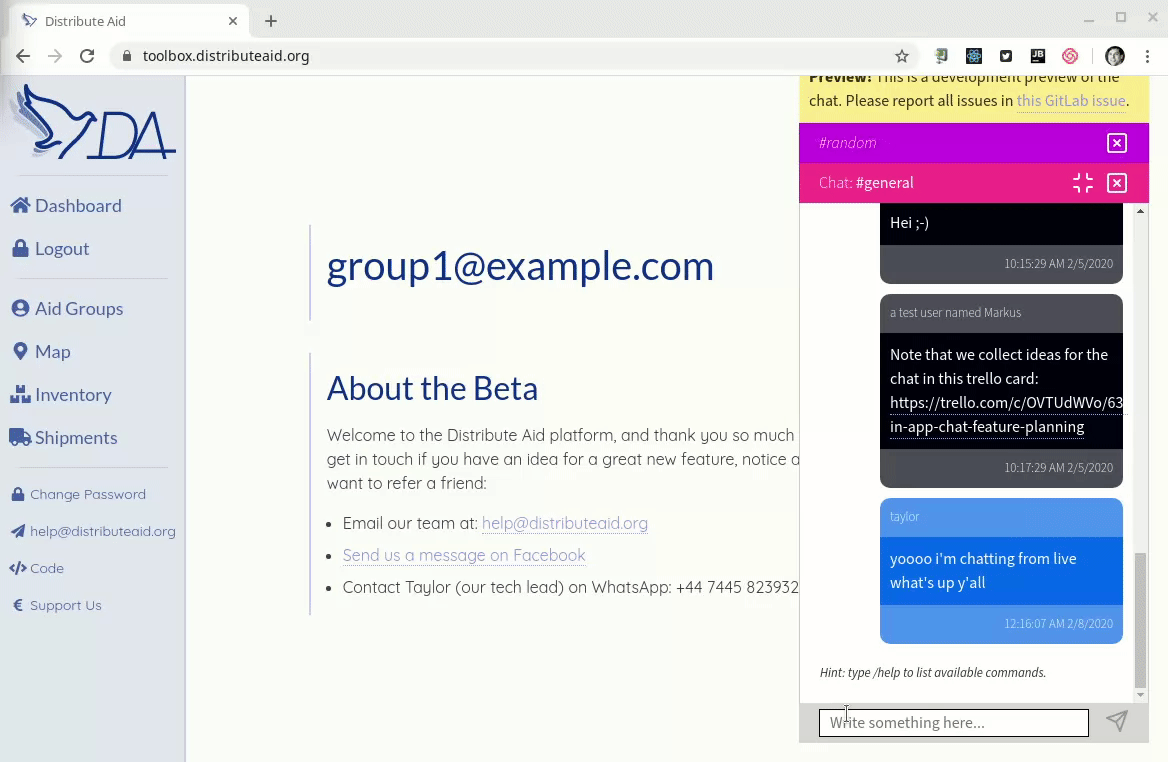 Distribute Aid
toolbox.distributeaid.org
JB
DA
Dashboard
Logout
Aid Groups
Map
Inventory
Shipments
Change Password
help@distributeaid.org
Code
€ Support Us
group1@example.com
About the Beta
Welcome to the Distribute Aid platform, and thank you so much
get in touch if you have an idea for a great new feature, notice a
want to refer a friend:
• Email our team at: help@distributeaid.org
• Send us a message on Facebook
• Contact Taylor (our tech lead) on WhatsApp: +44 7445 823932
Preview! This is a development preview of the
chat. Please report all issues in this GitLab issue.
#random
Chat: #general
Hei ;-)
10:15:29 AM 2/5/2020
a test user named Markus
Note that we collect ideas for the
chat in this trello card:
https://trello.com/c/OVTUdWVo/63
in-app-chat-feature-planning
10:17:29 AM 2/5/2020
taylor
yoooo i'm chatting from live
what's up y'all
12:16:07 AM 2/8/2020
Hint: type /help to list available commands.
Write something here...